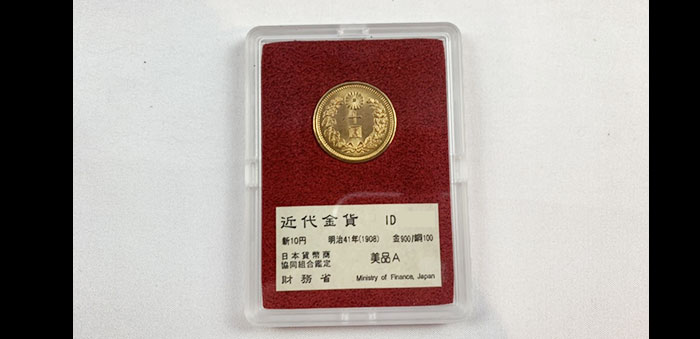 十圓
近代金貨 ID
新10円 明治41年(1908) 金900/銅100
日本貨幣商
協同組合鑑定 美品A
財務省 Ministry of Finance, Japan